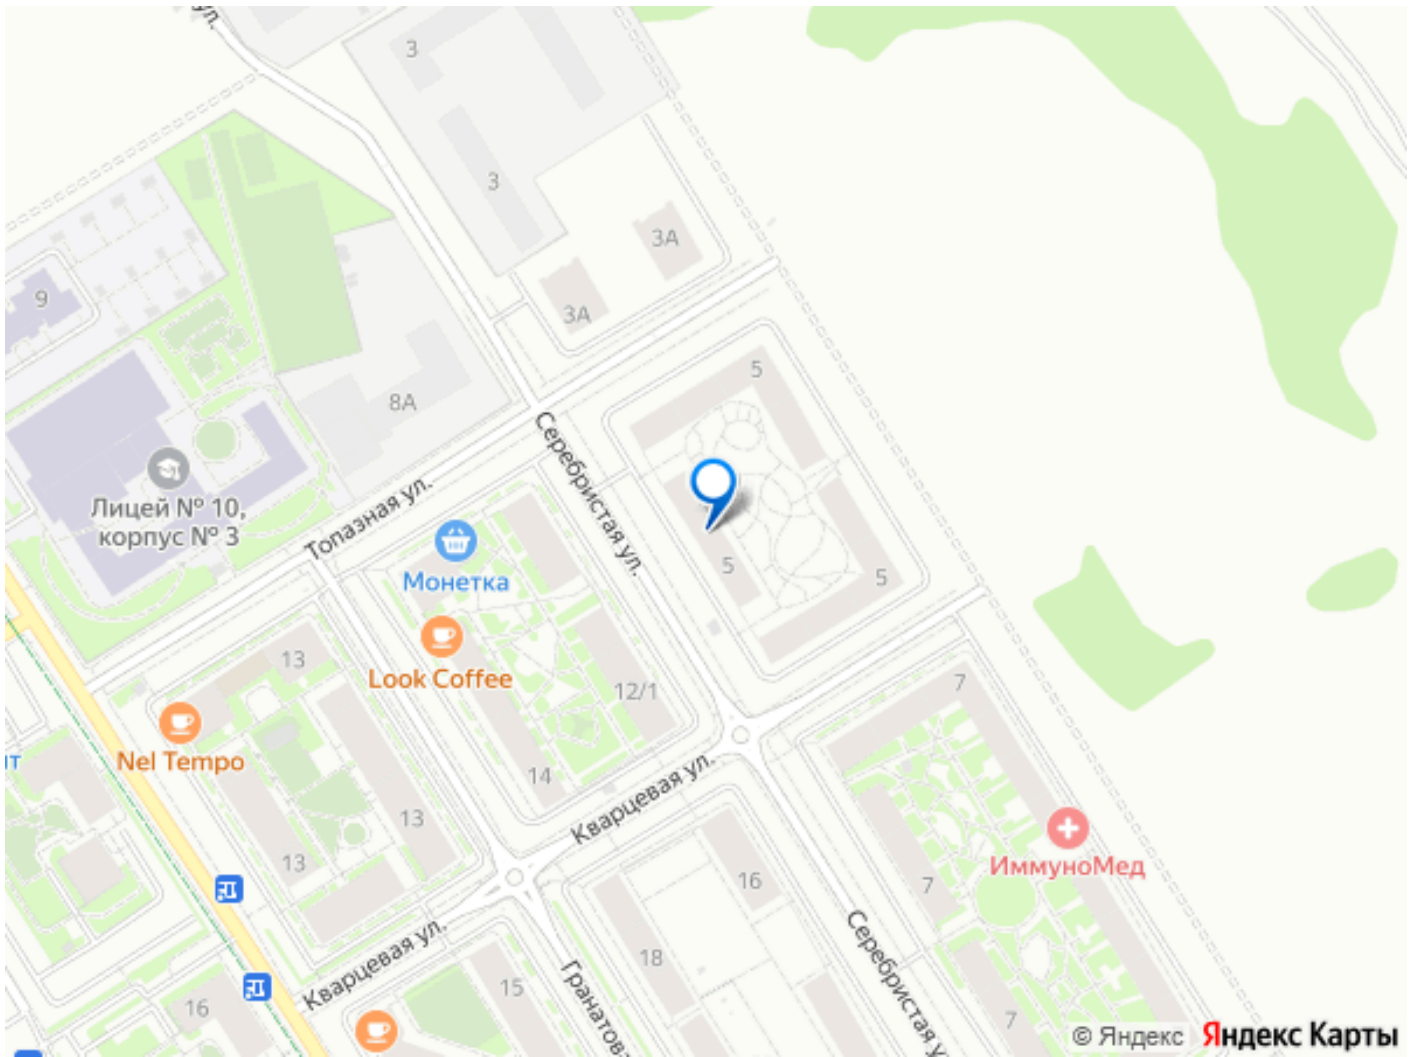 ул.
3
3
3А
3А
9
8А
5
Серебристая ул.
Лицей № 10,
корпус № 3
Топазная ул.
Монетка
5
5
Look Coffee
13
12/1
7
Nel Tempo
14
Кварцевая ул.
13
13
ИммуноМед
16
7
Кварцевая ул.
18
Серебристая
15
16
7
© Яндекс
Яндекс Карты